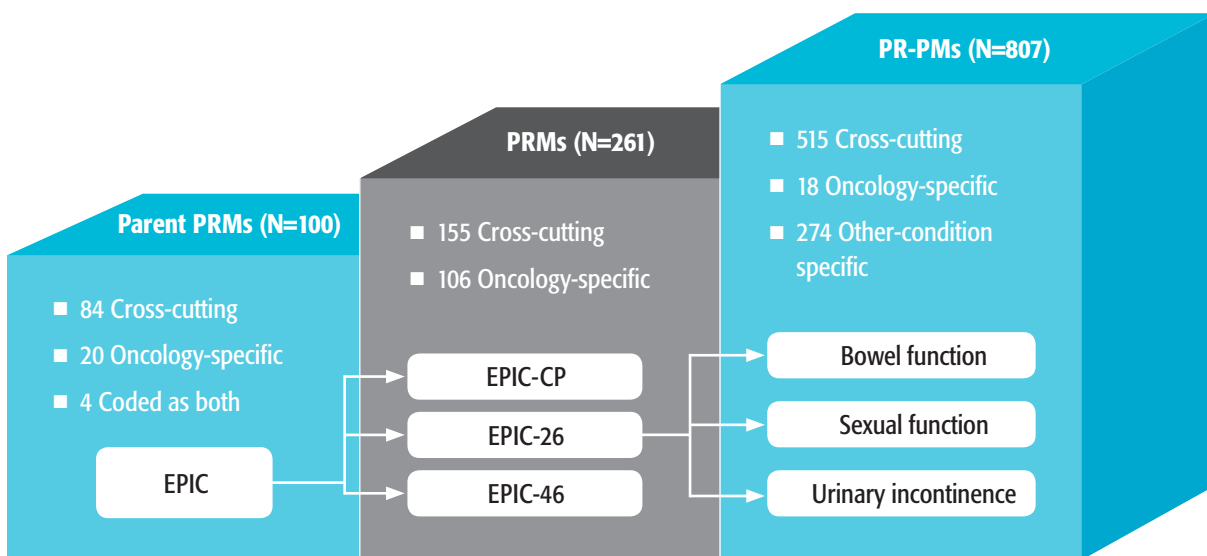 Parent PRMs (N=100)
■ 84 Cross-cutting
■ 20 Oncology-specific
■ 4 Coded as both
EPIC
PRMs (N=261)
■ 155 Cross-cutting
■ 106 Oncology-specific
EPIC-CP
EPIC-26
EPIC-46
PR-PMs (N=807)
■ 515 Cross-cutting
■ 18 Oncology-specific
■ 274 Other-condition
specific
Bowel function
Sexual function
Urinary incontinence